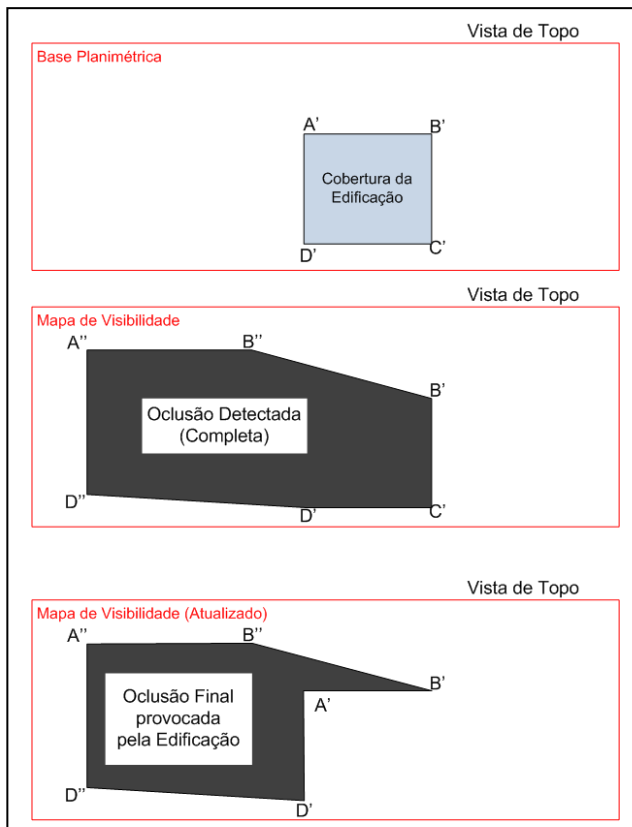 Vista de Topo
Base Planimétrica
A’ B’
Cobertura da
Edificação
D’ C’
Vista de Topo
Mapa de Visibilidade
A’’ B’’
B’
Oclusão Detectada
(Completa)
D’’ D’ C’
Vista de Topo
Mapa de Visibilidade (Atualizado)
A’’ B’’
B’
A’
Oclusão Final
provocada
pela Edificação
D’’ D’